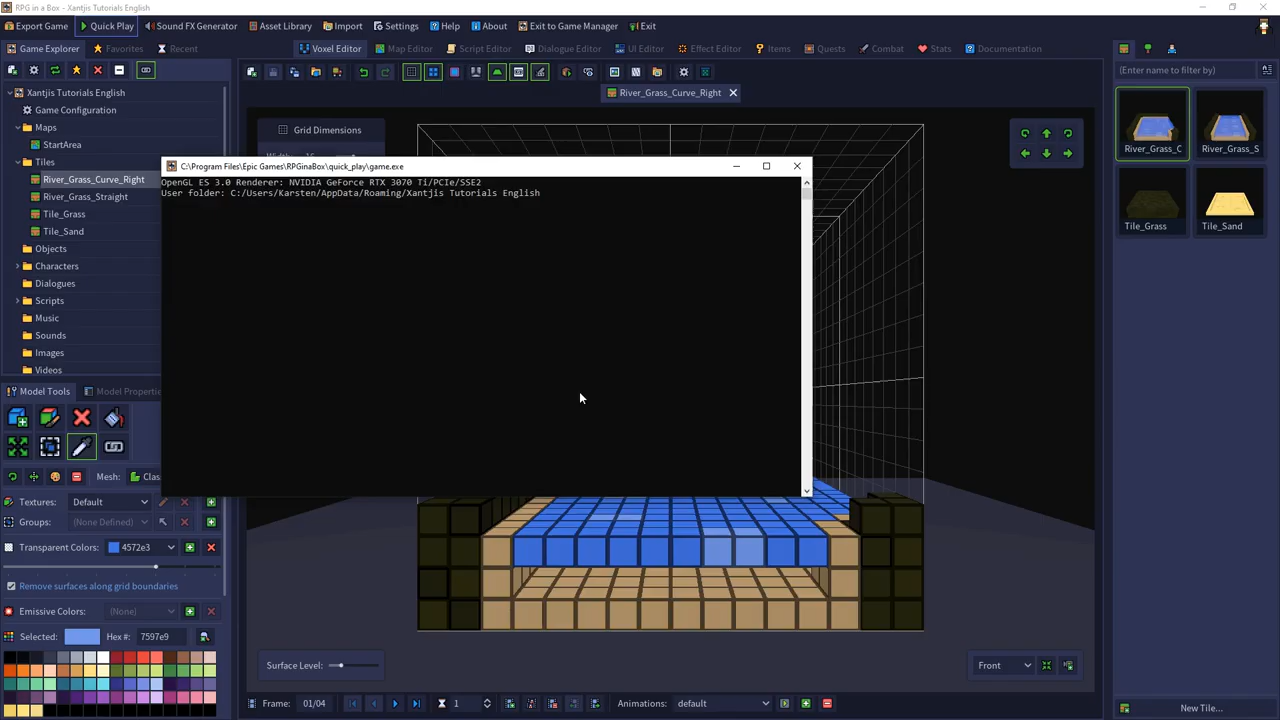 RPG in a Box - Xantjis Tutorials English
Export Game Quick Play Sound FX Generator Asset Library Import Settings Help About Exit to Game Manager Exit
Game Explorer Favorites Recent Voxel Editor Map Editor Script Editor Dialogue Editor UI Editor Effect Editor Items Quests Combat Stats Documentation
(Enter name to filter by)
Xantjis Tutorials English
Game Configuration
Maps
StartArea
Tiles
River_Grass_Curve_Right
River_Grass_Straight
Tile_Grass
Tile_Sand
Objects
Characters
Dialogues
Scripts
Music
Sounds
Images
Videos
River_Grass_Curve_Right
Grid Dimensions
C:\Program Files\Epic Games\RPGinaBox\quick_play\game.exe
OpenGL ES 3.0 Renderer: NVIDIA GeForce RTX 3070 Ti/PCIe/SSE2
User folder: C:/Users/Karsten/AppData/Roaming/Xantjis Tutorials English
River_Grass_C River_Grass_S
Tile_Grass Tile_Sand
Model Tools Model Properti
Mesh: Clas
Textures: Default
Groups: (None Defined)
Transparent Colors: 4572e3
Remove surfaces along grid boundaries
Emissive Colors: (None)
Selected: Hex #: 7597e9
Surface Level:
Front
Frame: 01/04 1 Animations: default
New Tile...